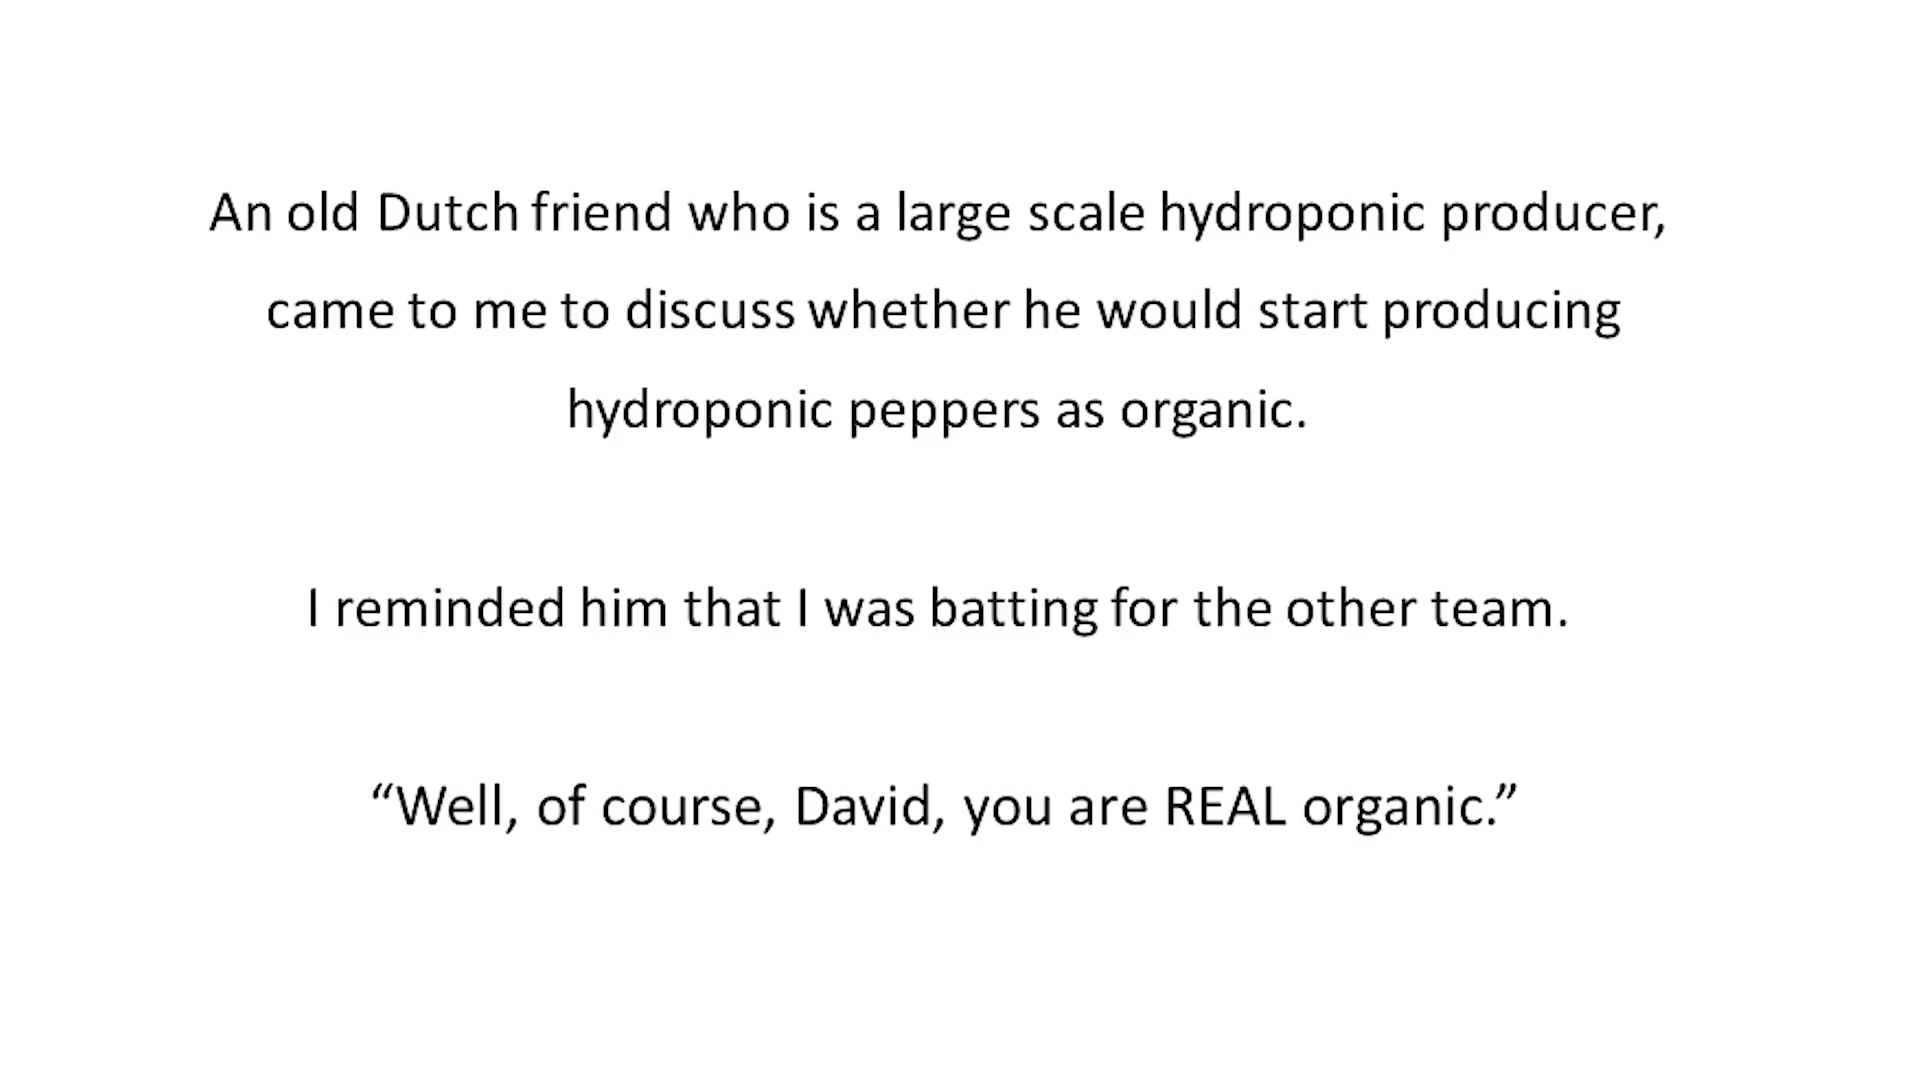 An old Dutch friend who is a large scale hydroponic producer,
came to me to discuss whether he would start producing
hydroponic peppers as organic.
I reminded him that I was batting for the other team.
“Well, of course, David, you are REAL organic.”